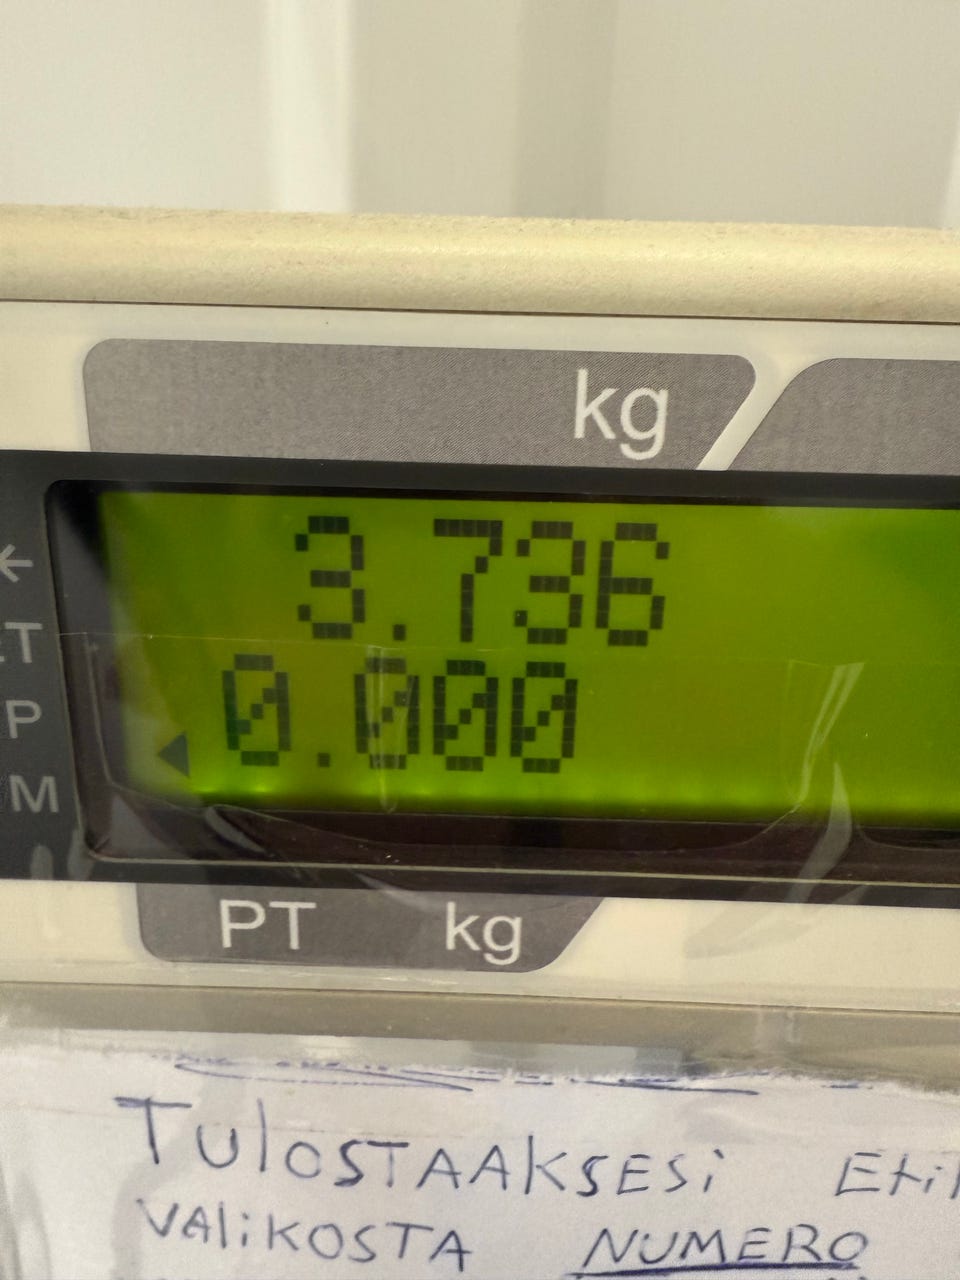 kg
3.736
0.000
T
P
M
PT kg
TulOSTAAKSESi
VAliKOSTA NUMERO